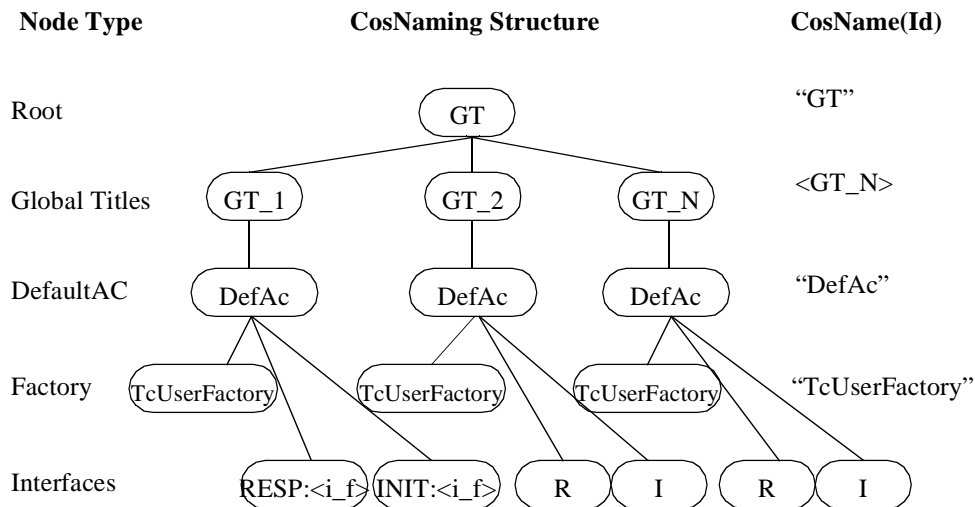 Node Type CosNaming Structure CosName(Id)
Root GT “GT”
Global Titles GT_1 GT_2 GT_N <GT_N>
DefaultAC DefAc DefAc DefAc “DefAc”
Factory TcUserFactory TcUserFactory TcUserFactory “TcUserFactory”
Interfaces RESP:<i_f> INIT:<i_f> R I R I